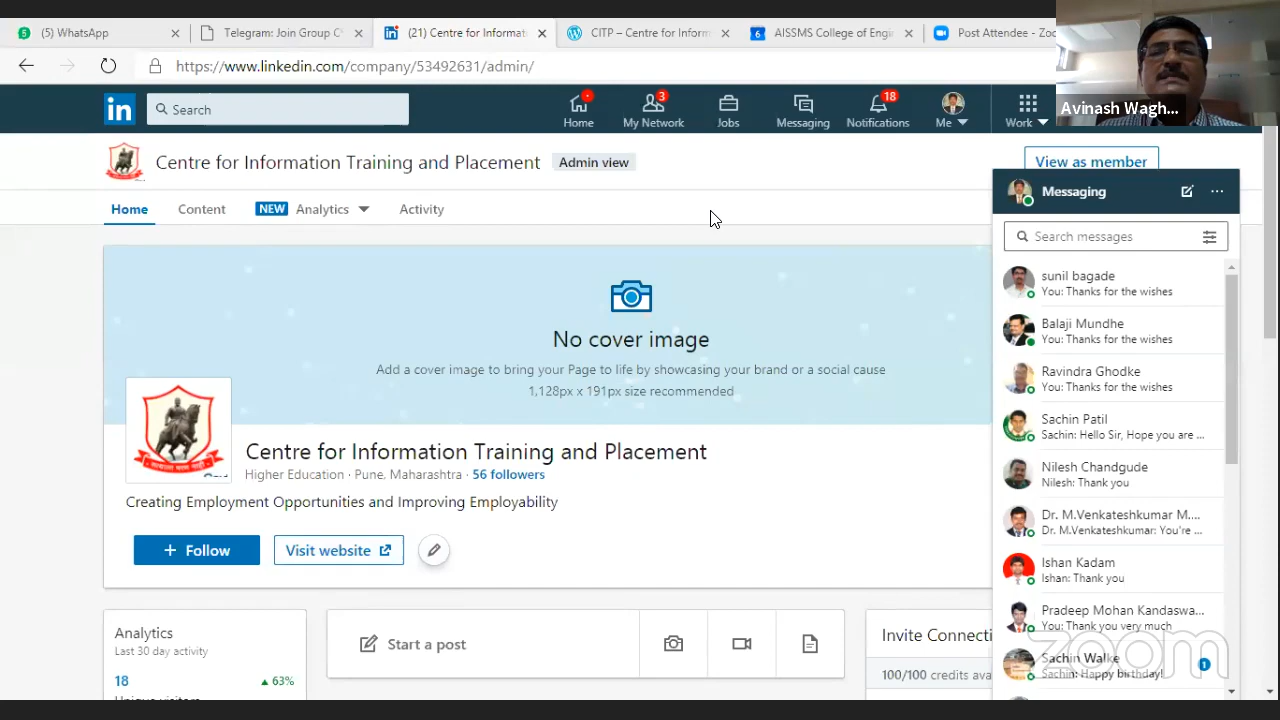 (5) WhatsApp
Telegram: Join Group C
(21) Centre for Informat
CITP – Centre for Inform
AISSMS College of Engi
Post Attendee - Zoo
https://www.linkedin.com/company/53492631/admin/
Avinash Wagh...
in
Search
Home
3
My Network
Jobs
Messaging
18
Notifications
Me
Work
Centre for Information Training and Placement
Admin view
View as member
Home
Content
NEW
Analytics
Activity
No cover image
Add a cover image to bring your Page to life by showcasing your brand or a social cause
1,128px x 191px size recommended
Centre for Information Training and Placement
Higher Education · Pune, Maharashtra · 56 followers
Creating Employment Opportunities and Improving Employability
+ Follow
Visit website
Analytics
Last 30 day activity
18
63%
Start a post
Invite Connecti
100/100 credits ava
Messaging
Search messages
sunil bagade
You: Thanks for the wishes
Balaji Mundhe
You: Thanks for the wishes
Ravindra Ghodke
You: Thanks for the wishes
Sachin Patil
Sachin: Hello Sir, Hope you are ...
Nilesh Chandgude
Nilesh: Thank you
Dr. M.Venkateshkumar M....
Dr. M.Venkateshkumar: You're ...
Ishan Kadam
Ishan: Thank you
Pradeep Mohan Kandaswa...
You: Thank you very much
Sachin Walke
Sachin: Happy birthday!
1
zoom